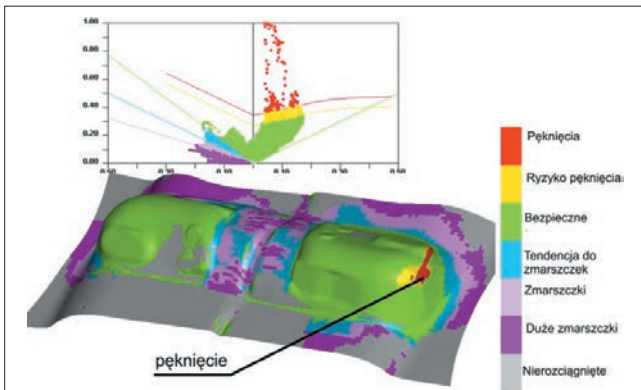 1.00
0.80
0.60
0.40
0.20
0.00
Pęknięcia
Ryzyko pęknięcia
Bezpieczne
Tendencja do
zmarszczek
Zmarszczki
Duże zmarszczki
Nierozciągnięte
pęknięcie